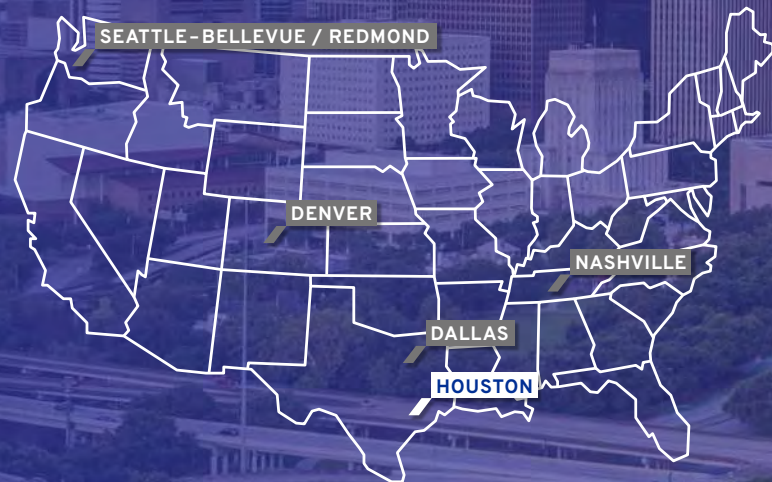 SEATTLE–BELLEVUE / REDMOND
DENVER
NASHVILLE
DALLAS
HOUSTON